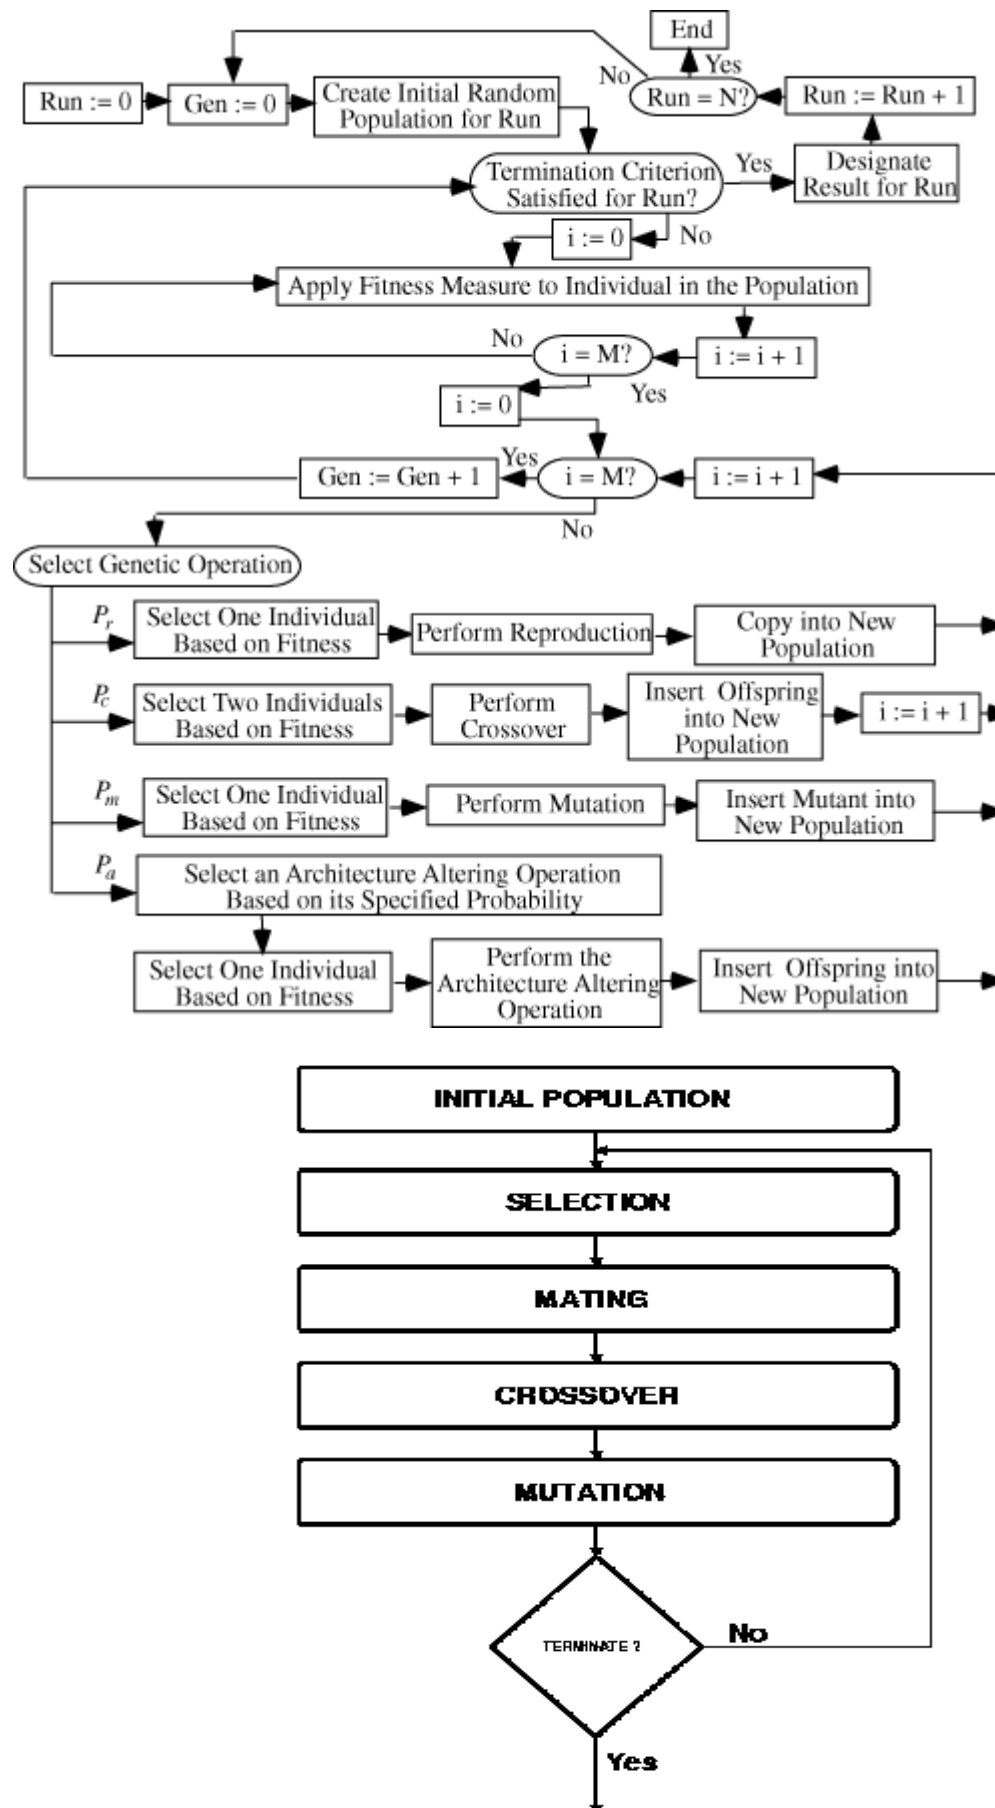 End
No
Yes
Run := 0
Gen := 0
Create Initial Random
Population for Run
Run = N?
Run := Run + 1
Termination Criterion
Satisfied for Run?
Yes
Designate
Result for Run
i := 0
No
Apply Fitness Measure to Individual in the Population
No
i = M?
i := i + 1
Yes
i := 0
Gen := Gen + 1
Yes
i = M?
i := i + 1
No
Select Genetic Operation
Pr
Select One Individual
Based on Fitness
Perform Reproduction
Copy into New
Population
Pc
Select Two Individuals
Based on Fitness
Perform
Crossover
Insert Offspring
into New
Population
i := i + 1
Pm
Select One Individual
Based on Fitness
Perform Mutation
Insert Mutant into
New Population
Pa
Select an Architecture Altering Operation
Based on its Specified Probability
Select One Individual
Based on Fitness
Perform the
Architecture Altering
Operation
Insert Offspring into
New Population
INITIAL POPULATION
SELECTION
MATING
CROSSOVER
MUTATION
TERMINATE ?
No
Yes